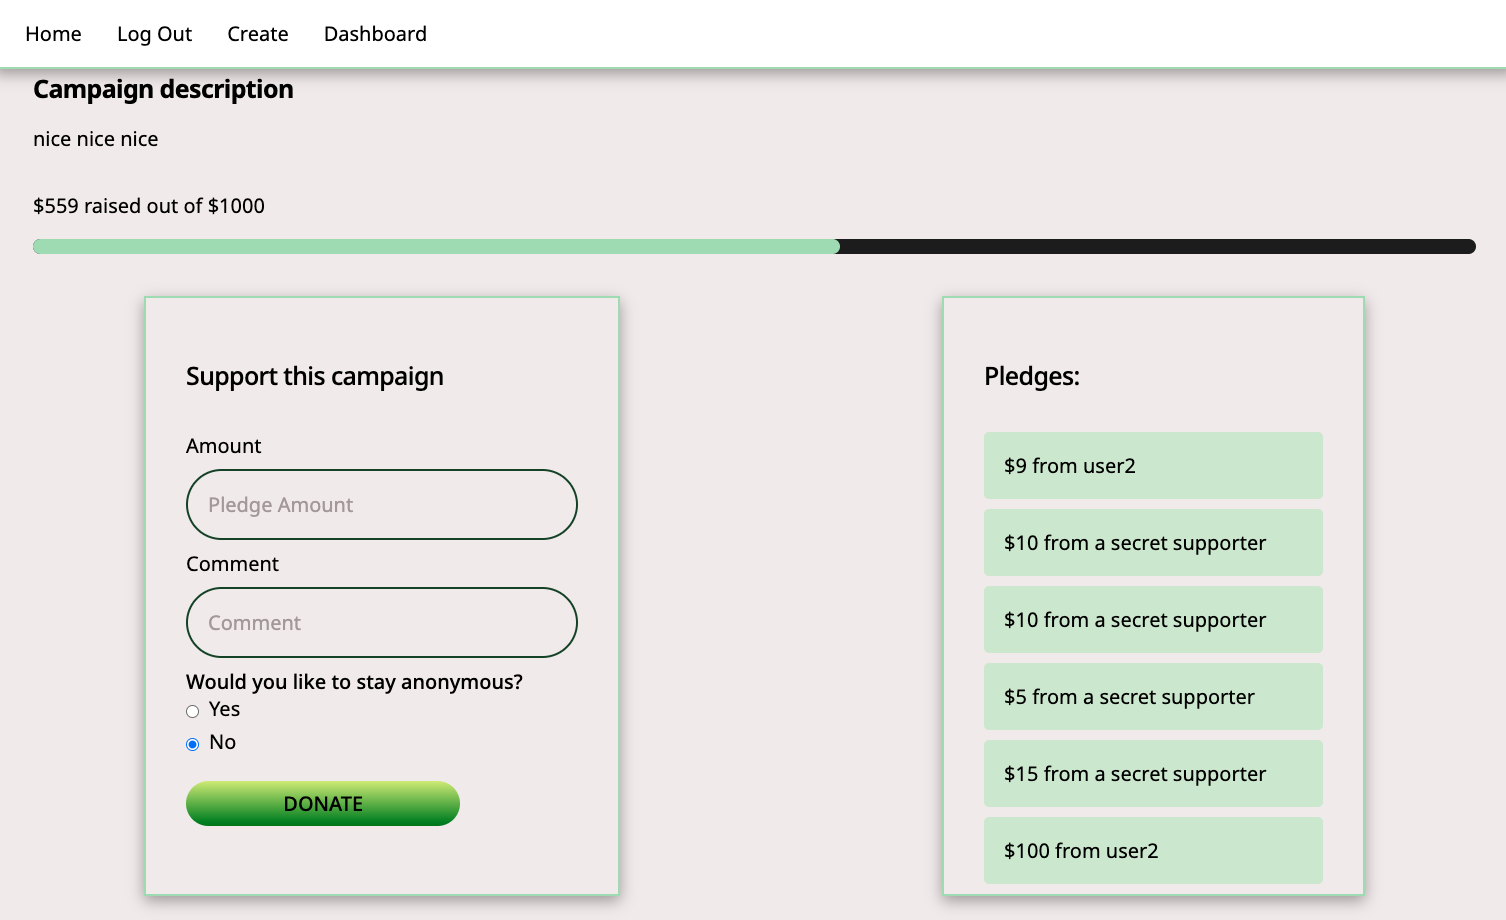 Home Log Out Create Dashboard
Campaign description
nice nice nice
$559 raised out of $1000
Support this campaign
Amount
Pledge Amount
Comment
Comment
Would you like to stay anonymous?
Yes
No
DONATE
Pledges:
$9 from user2
$10 from a secret supporter
$10 from a secret supporter
$5 from a secret supporter
$15 from a secret supporter
$100 from user2